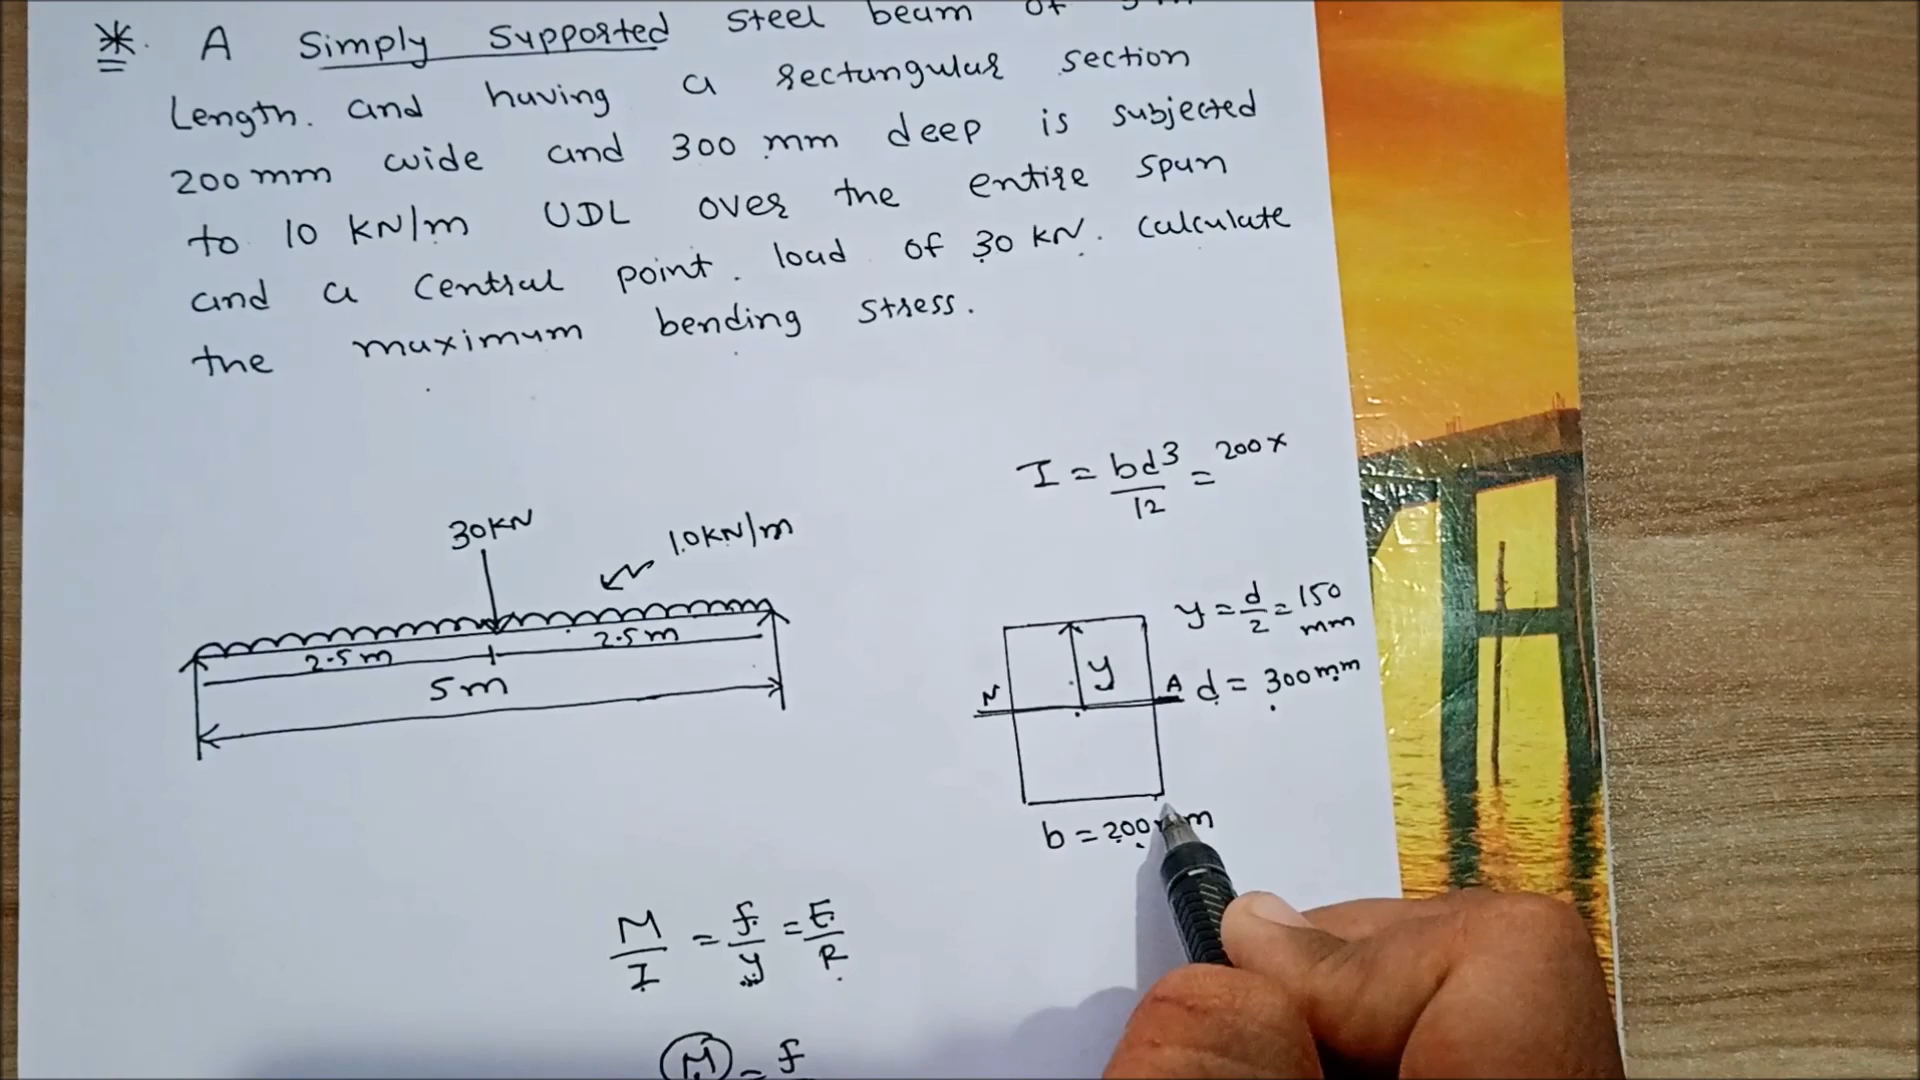 * A Simply Supported steel beam of 5 m
Length. and having a rectangular section
200 mm wide and 300 mm deep is subjected
to 10 KN/m UDL over the entire span
and a central point. load of 30 KN. calculate
the maximum bending stress.
I = bd³/12 = 200 x
30KN
10KN/m
2.5m 2.5m
5m
y = d/2 = 150 mm
y
N A d = 300mm
b = 200mm
M/I = f/y = E/R
M = f